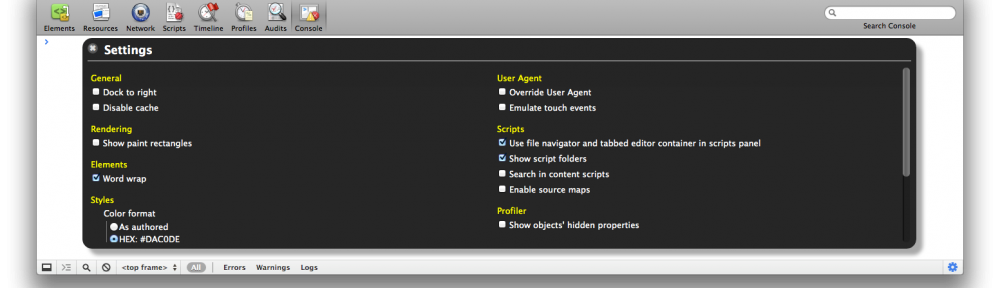 Elements Resources Network Scripts Timeline Profiles Audits Console
Search Console
Settings
General
Dock to right
Disable cache
Rendering
Show paint rectangles
Elements
Word wrap
Styles
Color format
As authored
HEX: #DAC0DE
User Agent
Override User Agent
Emulate touch events
Scripts
Use file navigator and tabbed editor container in scripts panel
Show script folders
Search in content scripts
Enable source maps
Profiler
Show objects' hidden properties
<top frame> All Errors Warnings Logs